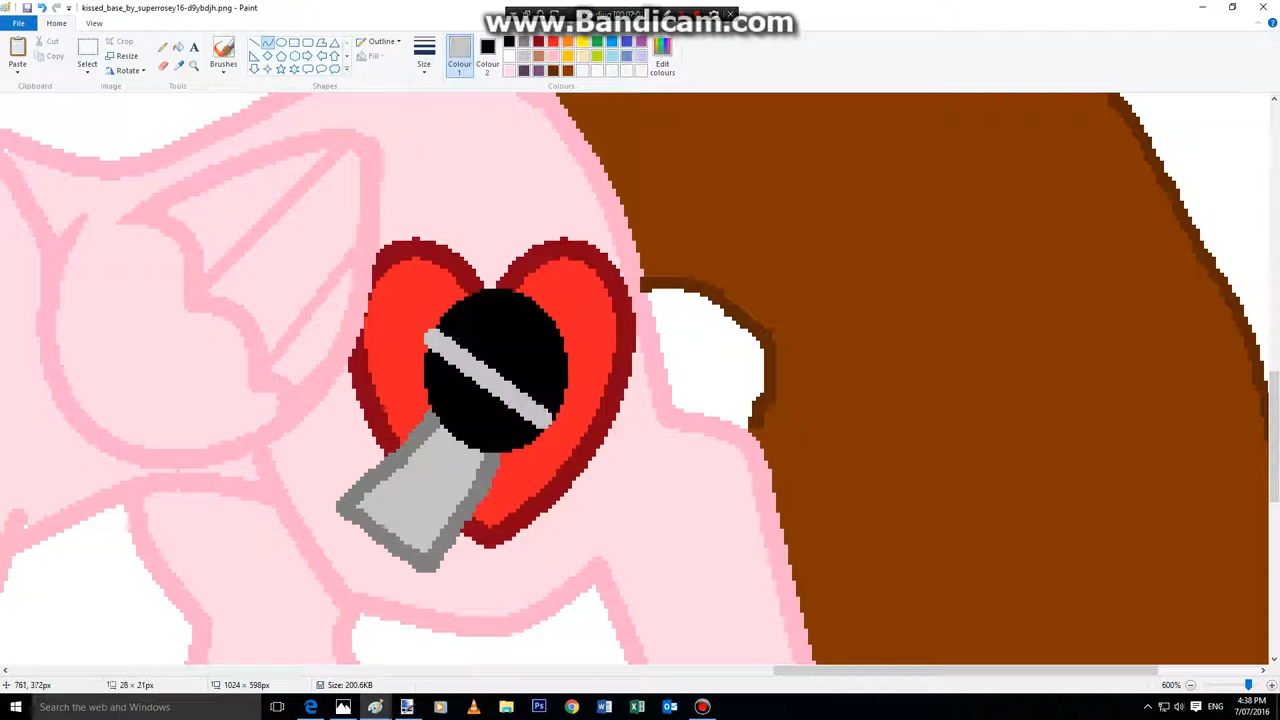 kissed_base_by_superrosey16-d9ybdjh.png - Paint
www.Bandicam.com
File
Home
View
Paste
Cut
Copy
Select
Crop
Resize
Rotate
Brushes
Outline
Fill
Size
Colour
1
Colour
2
Edit
colours
Clipboard
Image
Tools
Shapes
Colours
761, 372px
28 × 21px
1024 × 598px
Size: 200.6KB
600%
Search the web and Windows
ENG
4:38 PM
7/07/2016